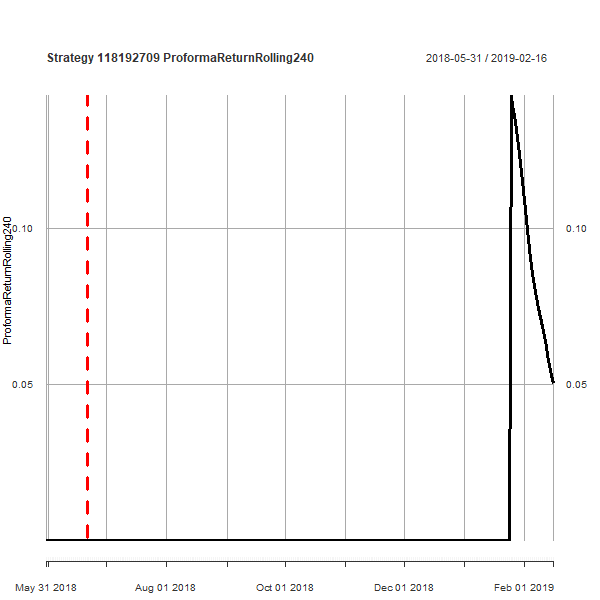 Strategy 118192709 ProformaReturnRolling240
2018-05-31 / 2019-02-16
ProformaReturnRolling240
0.10
0.10
0.05
0.05
May 31 2018
Aug 01 2018
Oct 01 2018
Dec 01 2018
Feb 01 2019